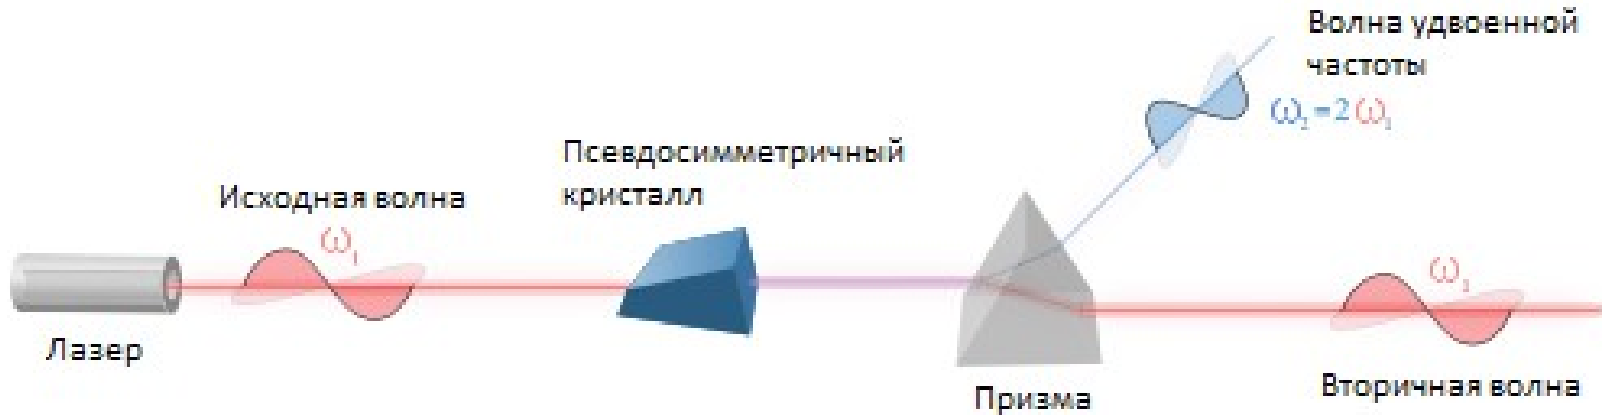 Волна удвоенной
частоты
ω₂=2 ω₁
Псевдосимметричный
кристалл
Исходная волна
ω₁
ω₁
Лазер
Призма
Вторичная волна